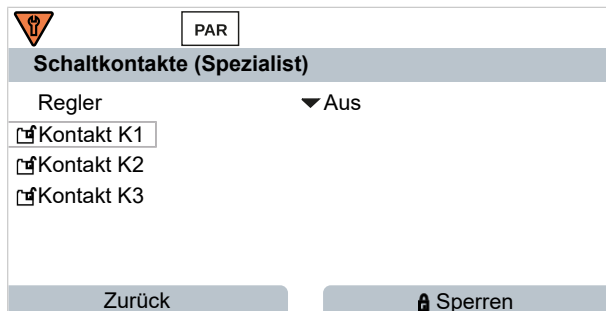 PAR
Schaltkontakte (Spezialist)
Regler Aus
Kontakt K1
Kontakt K2
Kontakt K3
Zurück Sperren